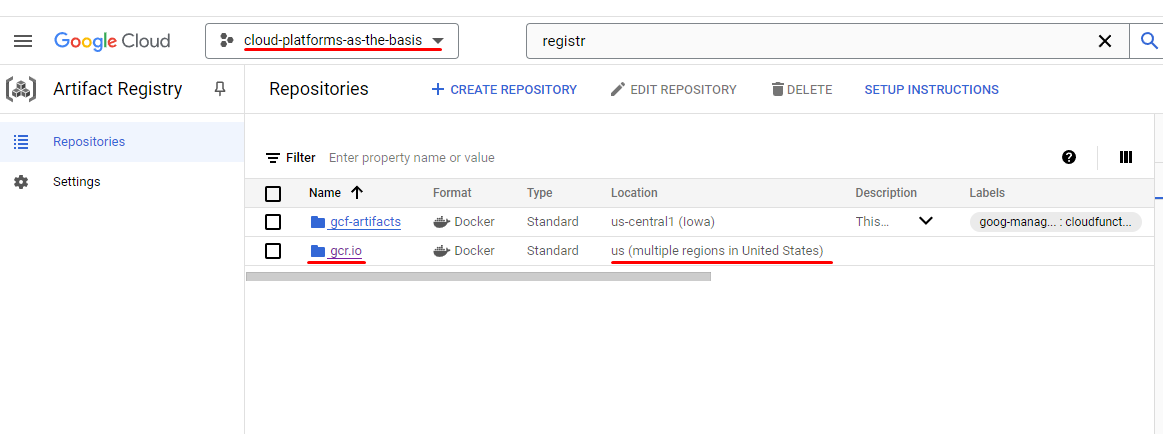 Google Cloud cloud-platforms-as-the-basis registr
Artifact Registry Repositories CREATE REPOSITORY EDIT REPOSITORY DELETE SETUP INSTRUCTIONS
Repositories
Settings
Filter Enter property name or value
Name Format Type Location Description Labels
gcf-artifacts Docker Standard us-central1 (Iowa) This... goog-manag... : cloudfunct...
gcr.io Docker Standard us (multiple regions in United States)